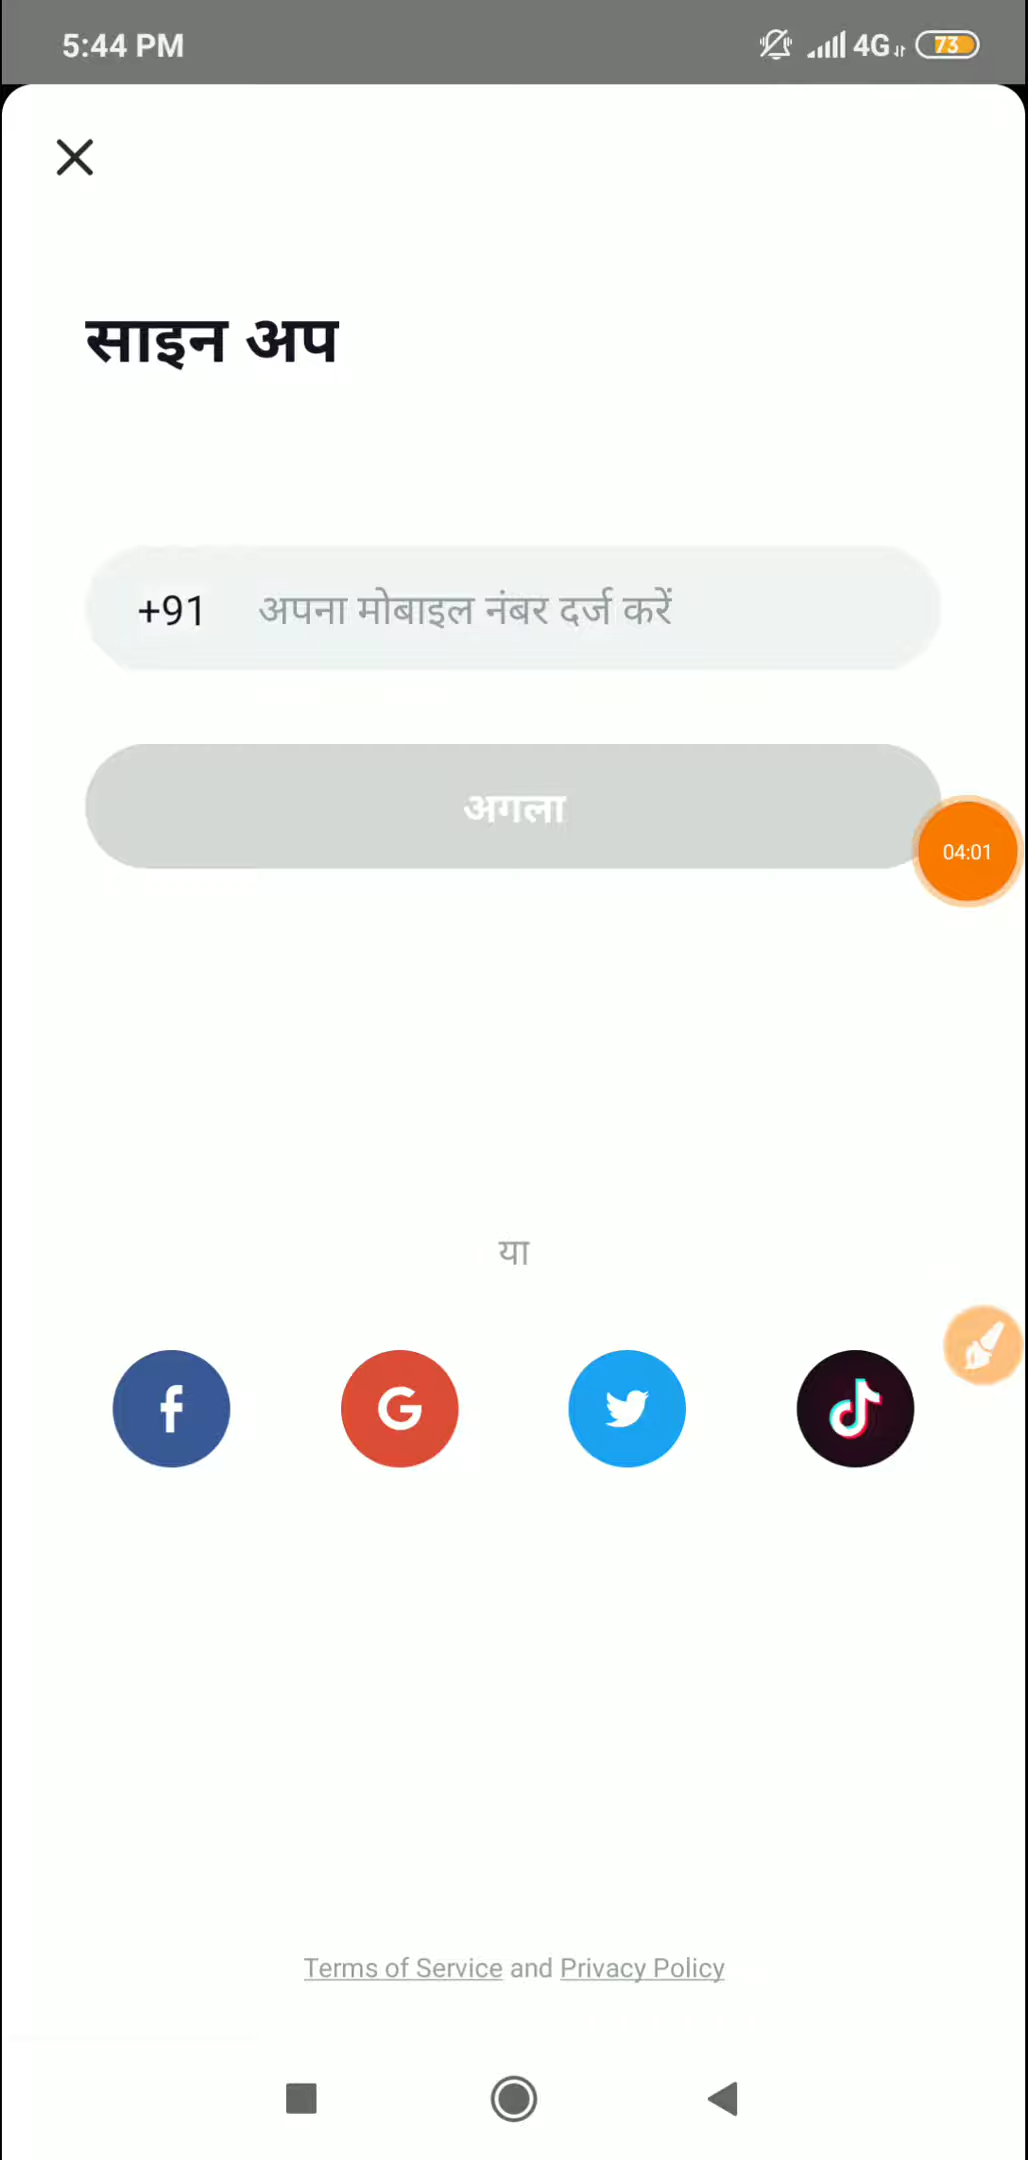 5:44 PM 4G 73
साइन अप
+91 अपना मोबाइल नंबर दर्ज करें
अगला
04:01
या
f G
Terms of Service and Privacy Policy